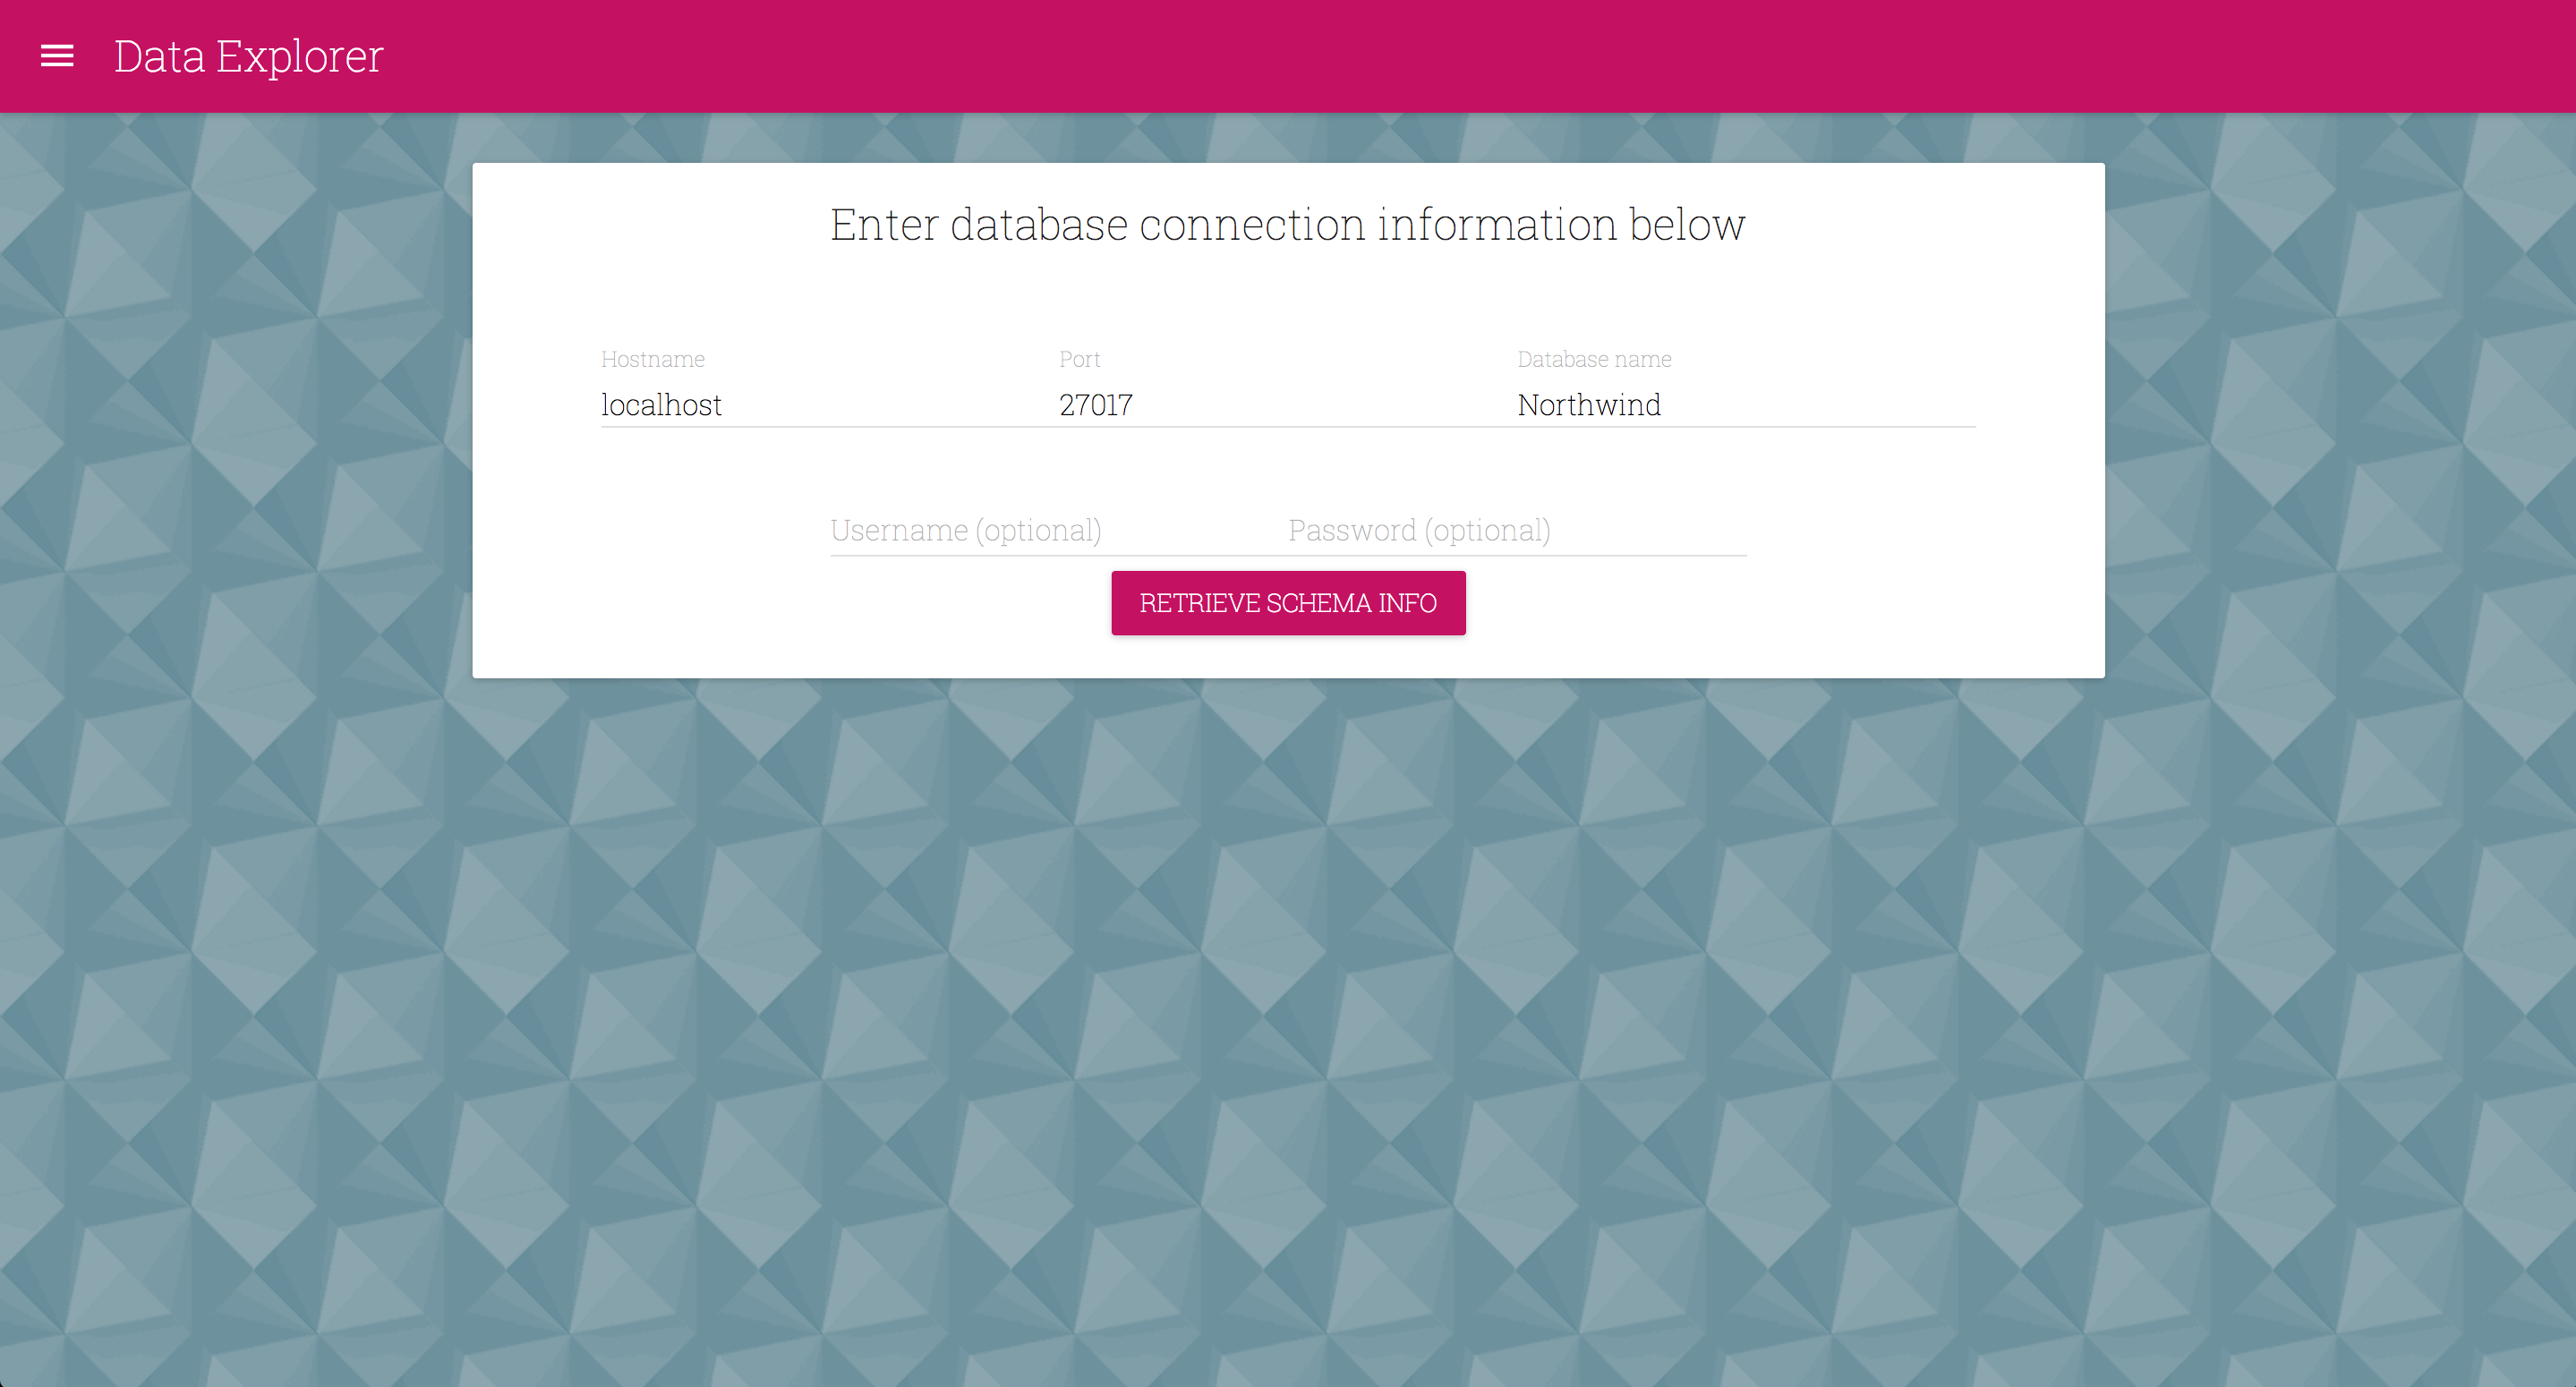 Data Explorer
Enter database connection information below
Hostname Port Database name
localhost 27017 Northwind
Username (optional) Password (optional)
RETRIEVE SCHEMA INFO